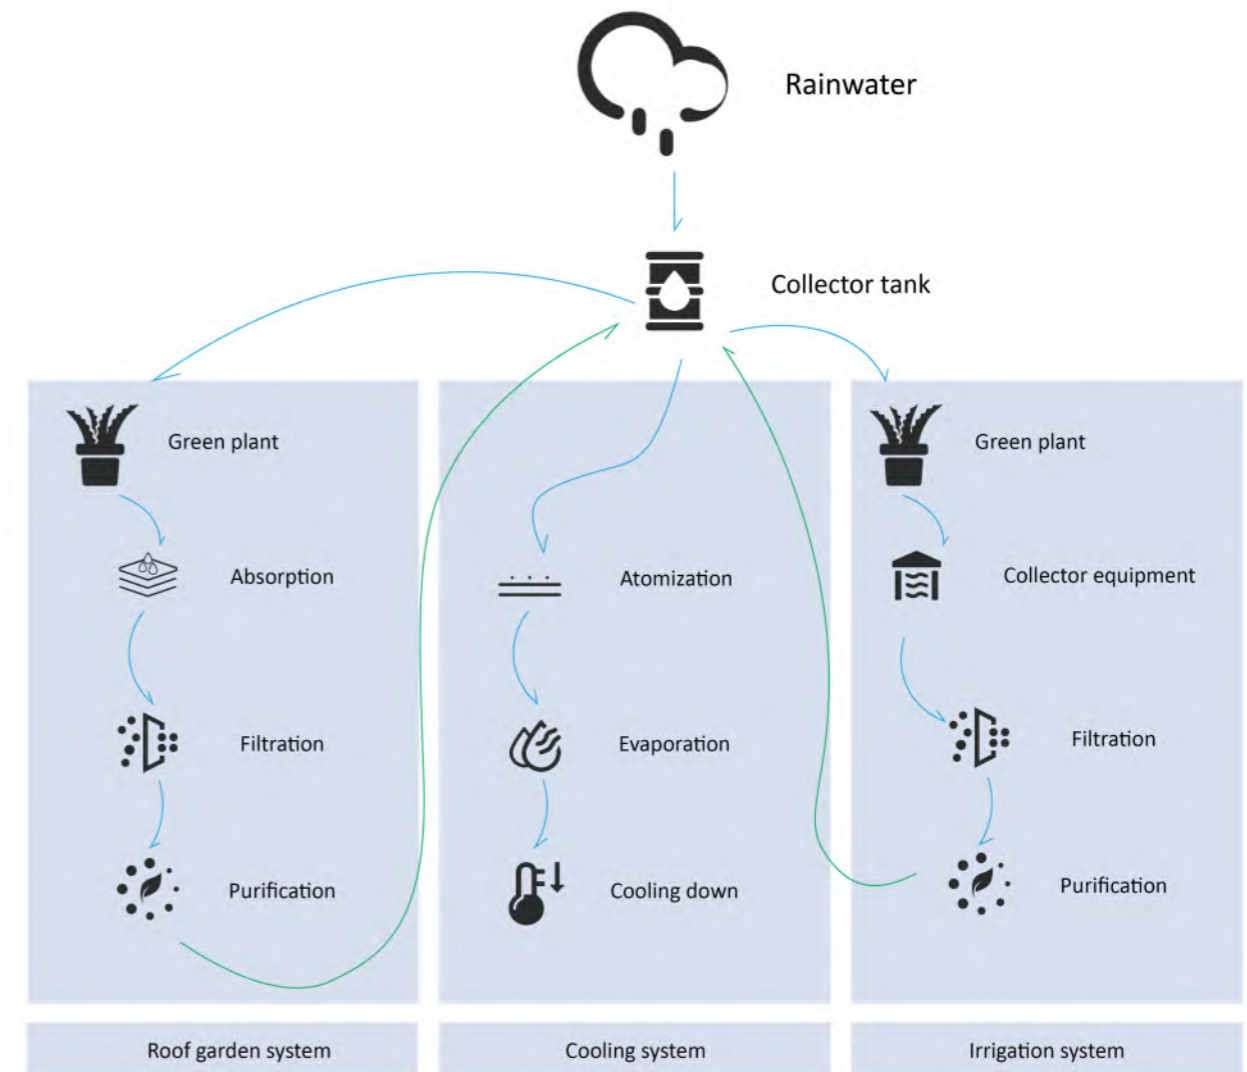 Rainwater
Collector tank
Green plant
Absorption
Filtration
Purification
Roof garden system
Atomization
Evaporation
Cooling down
Cooling system
Green plant
Collector equipment
Filtration
Purification
Irrigation system